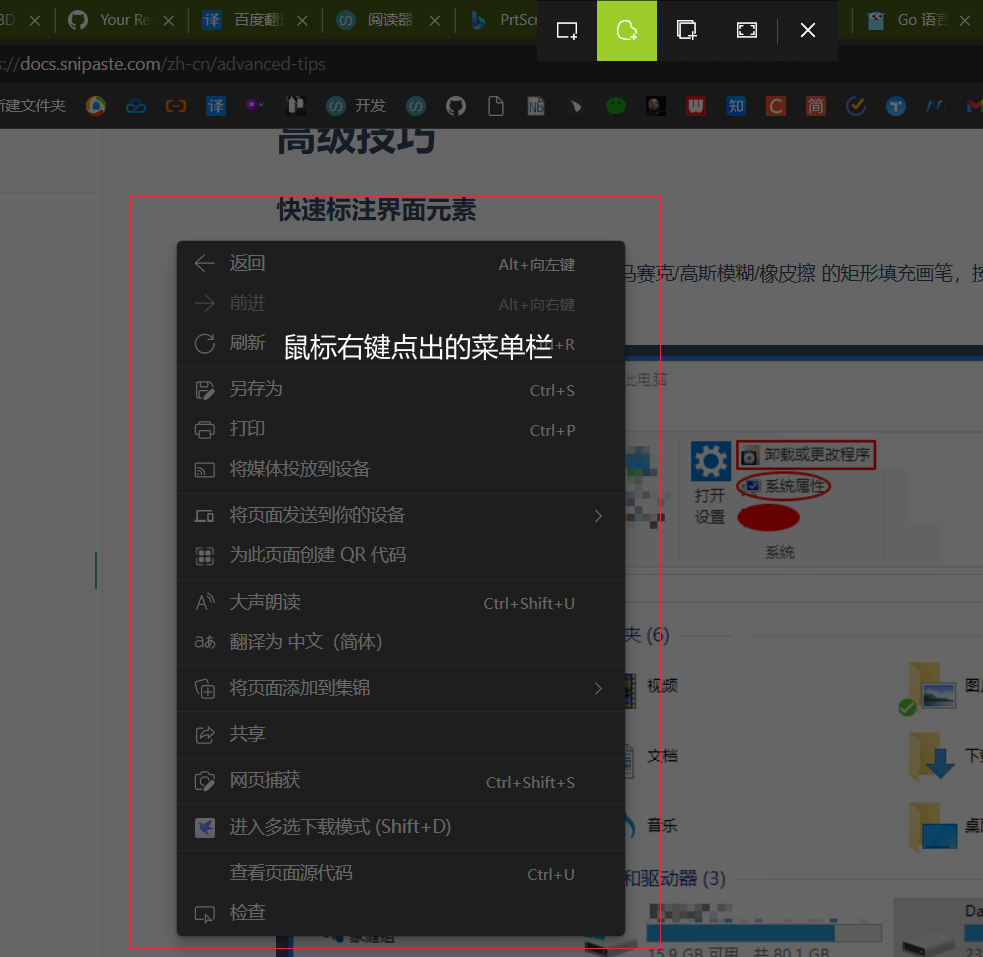 Your Re
百度翻
阅读器
PrtScr
Go 语言
docs.snipaste.com/zh-cn/advanced-tips
新建文件夹
译
开发
知
简
高级技巧
快速标注界面元素
马赛克/高斯模糊/橡皮擦 的矩形填充画笔，按
返回 Alt+向左键
前进 Alt+向右键
刷新 +R
鼠标右键点出的菜单栏
另存为 Ctrl+S
打印 Ctrl+P
将媒体投放到设备
将页面发送到你的设备
为此页面创建 QR 代码
大声朗读 Ctrl+Shift+U
翻译为 中文（简体）
将页面添加到集锦
共享
网页捕获 Ctrl+Shift+S
进入多选下载模式 (Shift+D)
查看页面源代码 Ctrl+U
检查
此电脑
卸载或更改程序
系统属性
打开
设置
系统
夹 (6)
视频
文档
音乐
和驱动器 (3)
15.9 GB 可用，共 80.1 GB
家庭组
图
下载
桌面
Da